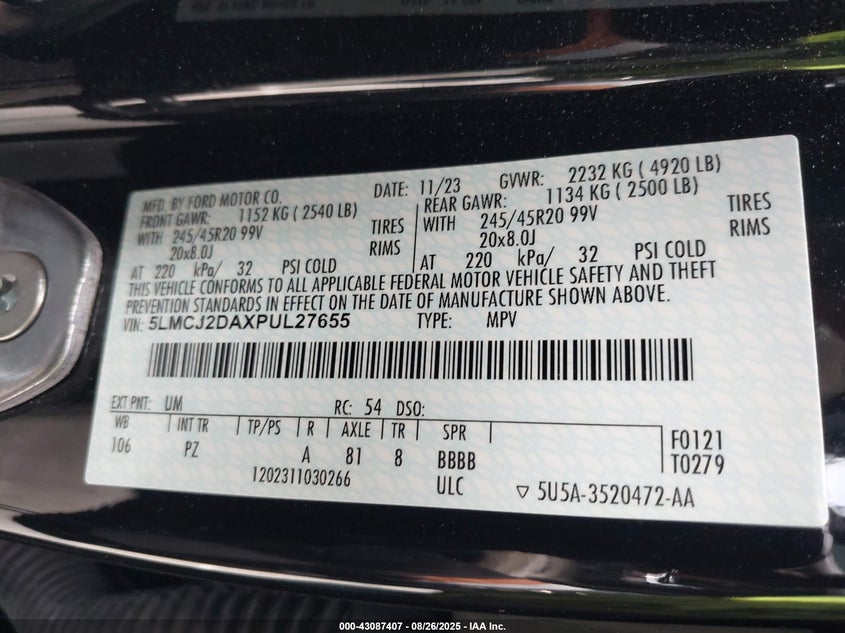 MFD. BY FORD MOTOR CO.
DATE: 11/23 GVWR: 2232 KG ( 4920 LB)
FRONT GAWR: 1152 KG ( 2540 LB)
WITH 245/45R20 99V TIRES
20x8.0J RIMS
AT 220 kPa/ 32 PSI COLD
REAR GAWR: 1134 KG ( 2500 LB)
WITH 245/45R20 99V TIRES
20x8.0J RIMS
AT 220 kPa/ 32 PSI COLD
THIS VEHICLE CONFORMS TO ALL APPLICABLE FEDERAL MOTOR VEHICLE SAFETY AND THEFT
PREVENTION STANDARDS IN EFFECT ON THE DATE OF MANUFACTURE SHOWN ABOVE.
VIN: 5LMCJ2DAXPUL27655 TYPE: MPV
EXT PNT: UM RC: 54 DSO:
WB INT TR TP/PS R AXLE TR SPR
106 PZ A 81 8 BBBB
F0121
T0279
1202311030266 ULC ▽ 5U5A-3520472-AA
000-43087407 - 08/26/2025 - IAA Inc.